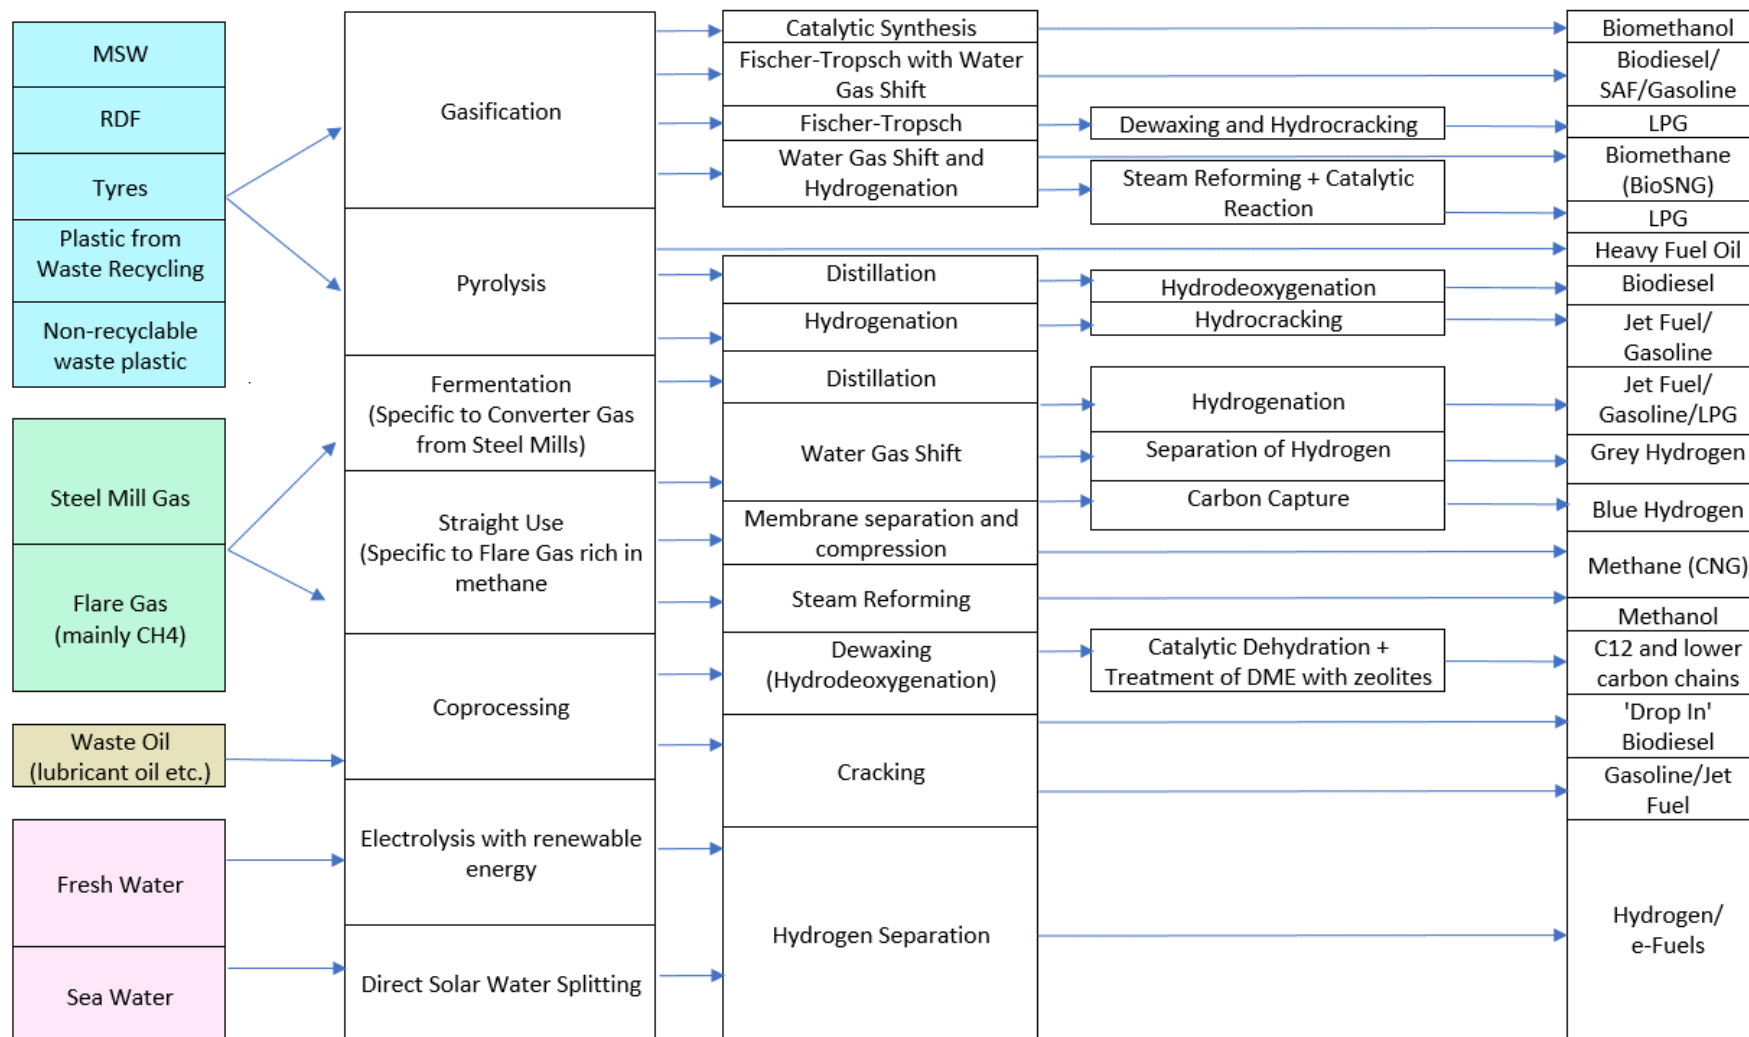 MSW
RDF
Tyres
Plastic from
Waste Recycling
Non-recyclable
waste plastic
Steel Mill Gas
Flare Gas
(mainly CH4)
Waste Oil
(lubricant oil etc.)
Fresh Water
Sea Water
Gasification
Pyrolysis
Fermentation
(Specific to Converter Gas
from Steel Mills)
Straight Use
(Specific to Flare Gas rich in
methane
Coprocessing
Electrolysis with renewable
energy
Direct Solar Water Splitting
Catalytic Synthesis
Fischer-Tropsch with Water
Gas Shift
Fischer-Tropsch
Water Gas Shift and
Hydrogenation
Distillation
Hydrogenation
Distillation
Water Gas Shift
Membrane separation and
compression
Steam Reforming
Dewaxing
(Hydrodeoxygenation)
Cracking
Hydrogen Separation
Dewaxing and Hydrocracking
Steam Reforming + Catalytic
Reaction
Hydrodeoxygenation
Hydrocracking
Hydrogenation
Separation of Hydrogen
Carbon Capture
Catalytic Dehydration +
Treatment of DME with zeolites
Biomethanol
Biodiesel/
SAF/Gasoline
LPG
Biomethane
(BioSNG)
LPG
Heavy Fuel Oil
Biodiesel
Jet Fuel/
Gasoline
Jet Fuel/
Gasoline/LPG
Grey Hydrogen
Blue Hydrogen
Methane (CNG)
Methanol
C12 and lower
carbon chains
'Drop In'
Biodiesel
Gasoline/Jet
Fuel
Hydrogen/
e-Fuels